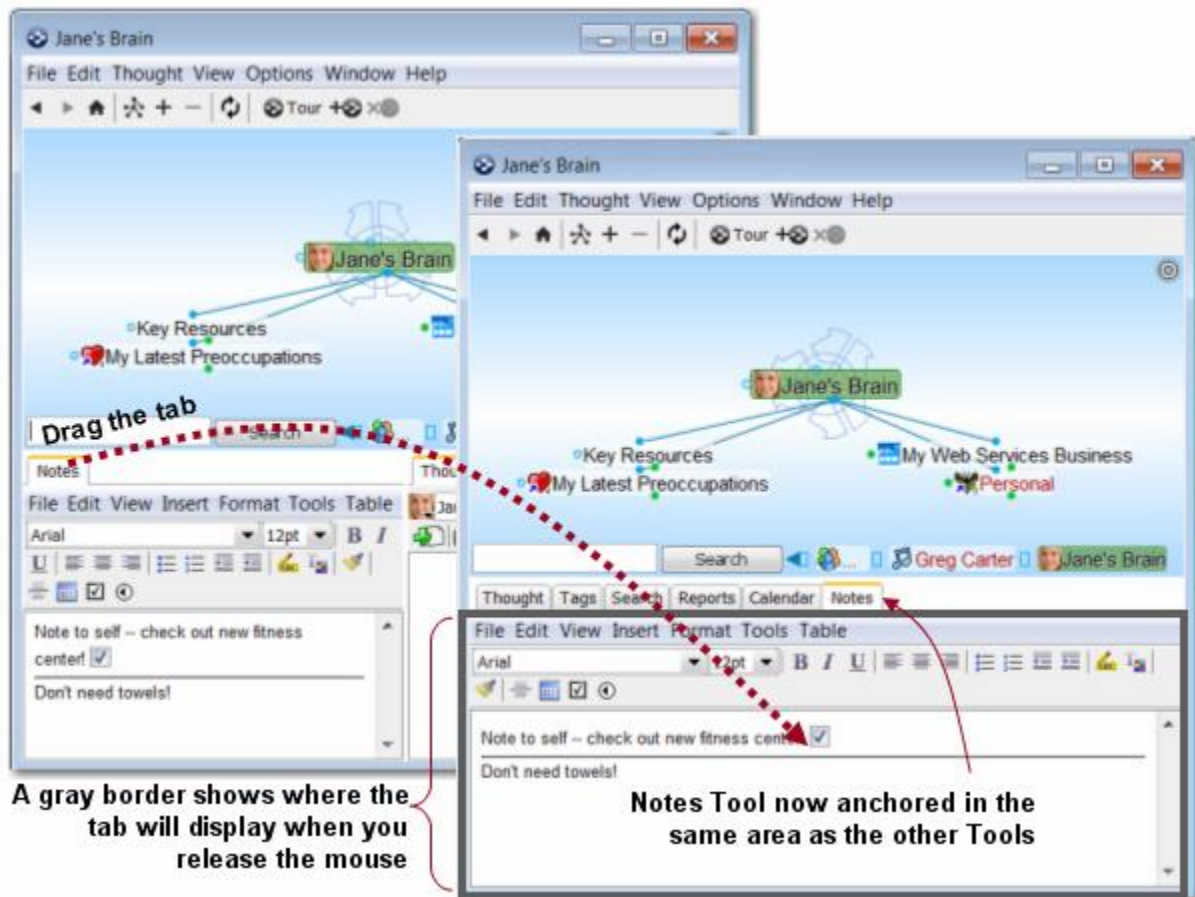 Jane's Brain
File Edit Thought View Options Window Help
Tour
Jane's Brain
Key Resources
My Latest Preoccupations
Drag the tab
Search
Notes
File Edit View Insert Format Tools Table
Arial 12pt B I
U
Note to self – check out new fitness
center!
Don't need towels!
Jane's Brain
File Edit Thought View Options Window Help
Tour
Jane's Brain
Key Resources My Web Services Business
My Latest Preoccupations Personal
Search ... Greg Carter Jane's Brain
Thought Tags Search Reports Calendar Notes
File Edit View Insert Format Tools Table
Arial 12pt B I U
Note to self – check out new fitness
Don't need towels!
A gray border shows where the
tab will display when you
release the mouse
Notes Tool now anchored in the
same area as the other Tools